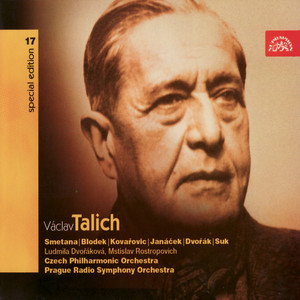 special edition 17
SUPRAPHON
Václav Talich
Smetana|Blodek|Kovařovic|Janáček|Dvořák|Suk
Ludmila Dvořáková, Mstislav Rostropovich
Czech Philharmonic Orchestra
Prague Radio Symphony Orchestra